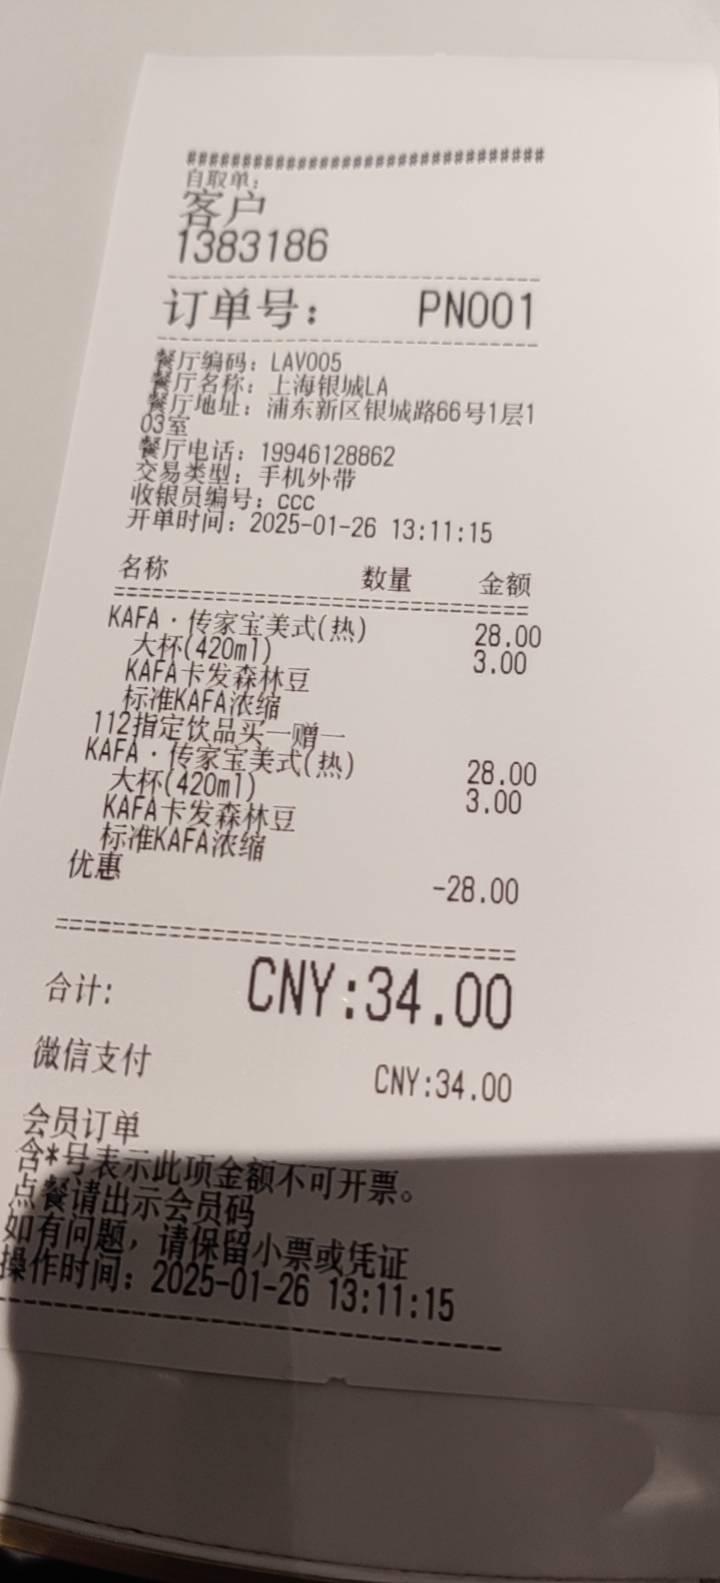 ##############################
自取单：
客户
1383186
--------------------------------
订单号： PN001
--------------------------------
餐厅编码：LAV005
餐厅名称：上海银城LA
餐厅地址：浦东新区银城路66号1层1
03室
餐厅电话：19946128862
交易类型：手机外带
收银员编号：ccc
开单时间：2025-01-26 13:11:15
名称 数量 金额
================================
KAFA·传家宝美式(热) 28.00
大杯(420ml) 3.00
KAFA卡发森林豆
标准KAFA浓缩
112指定饮品买一赠一
KAFA·传家宝美式(热) 28.00
大杯(420ml) 3.00
KAFA卡发森林豆
标准KAFA浓缩
优惠 -28.00
================================
合计: CNY:34.00
微信支付 CNY:34.00
会员订单
含*号表示此项金额不可开票。
点餐请出示会员码
如有问题，请保留小票或凭证
操作时间：2025-01-26 13:11:15
--------------------------------